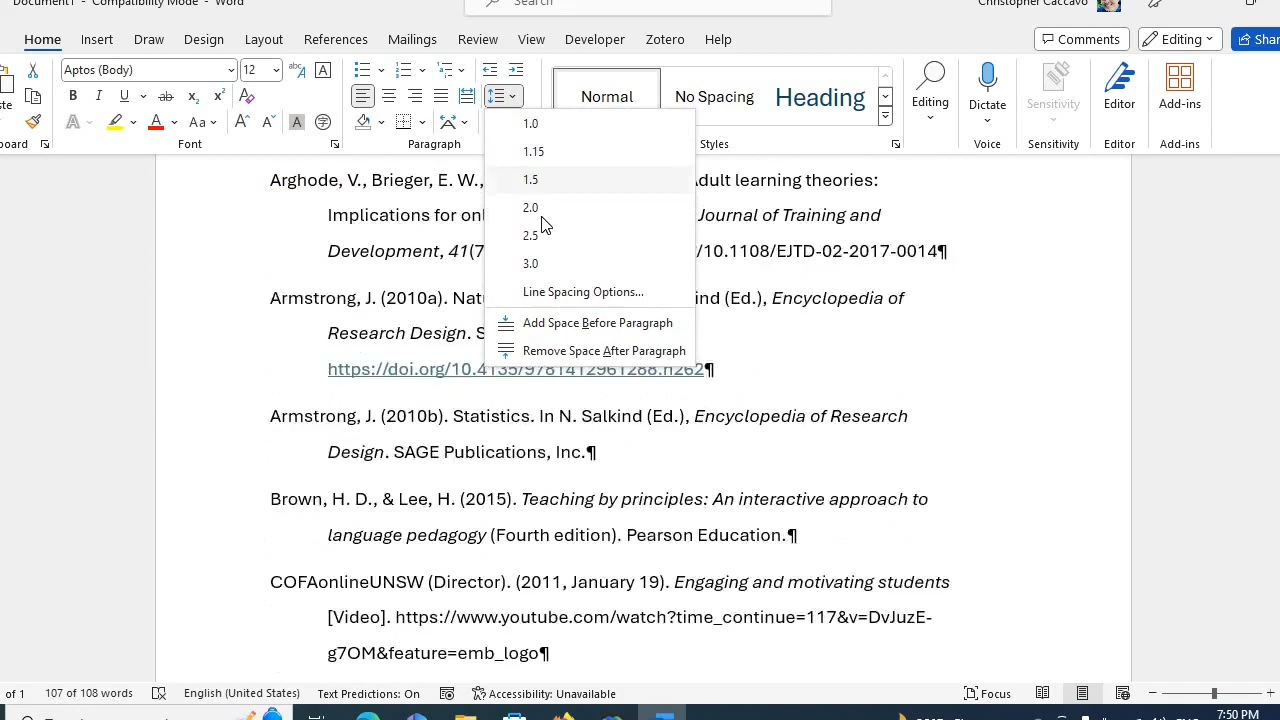 Document1 - Compatibility Mode - Word
Search
Christopher Caccavo
Home Insert Draw Design Layout References Mailings Review View Developer Zotero Help
Comments Editing
Aptos (Body) 12
Normal No Spacing Heading
Editing Dictate Sensitivity Editor Add-ins
Font Paragraph Styles Voice Sensitivity Editor Add-ins
1.0
1.15
1.5
2.0
2.5
3.0
Line Spacing Options...
Add Space Before Paragraph
Remove Space After Paragraph
Arghode, V., Brieger, E. W., dult learning theories:
Implications for Journal of Training and
Development, 41(7 /10.1108/EJTD-02-2017-0014¶
Armstrong, J. (2010a). (Ed.), Encyclopedia of
Research Design.
https://doi.org/10.4135/9781412961288.n262¶
Armstrong, J. (2010b). Statistics. In N. Salkind (Ed.), Encyclopedia of Research
Design. SAGE Publications, Inc.¶
Brown, H. D., & Lee, H. (2015). Teaching by principles: An interactive approach to
language pedagogy (Fourth edition). Pearson Education.¶
COFAonlineUNSW (Director). (2011, January 19). Engaging and motivating students
[Video]. https://www.youtube.com/watch?time_continue=117&v=DvJuzE-
g7OM&feature=emb_logo¶
of 1 107 of 108 words English (United States) Text Predictions: On Accessibility: Unavailable Focus
7:50 PM